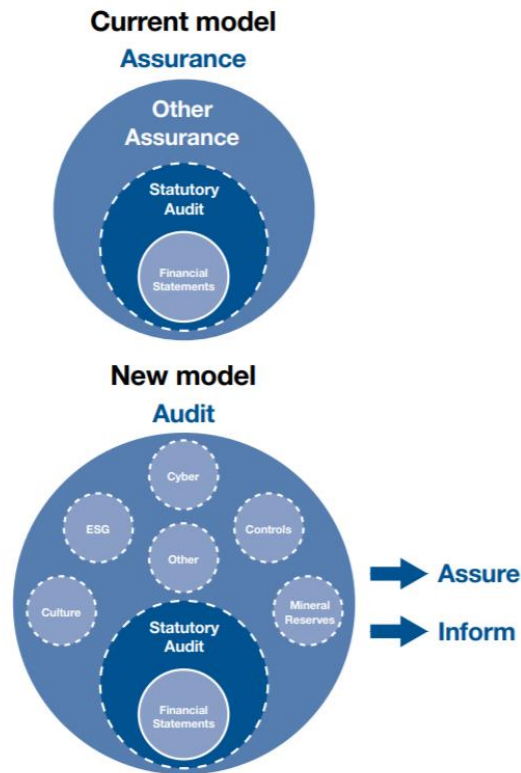 Current model
Assurance
Other
Assurance
Statutory
Audit
Financial
Statements
New model
Audit
Cyber
ESG
Controls
Other
Culture
Mineral
Reserves
Statutory
Audit
Financial
Statements
Assure
Inform